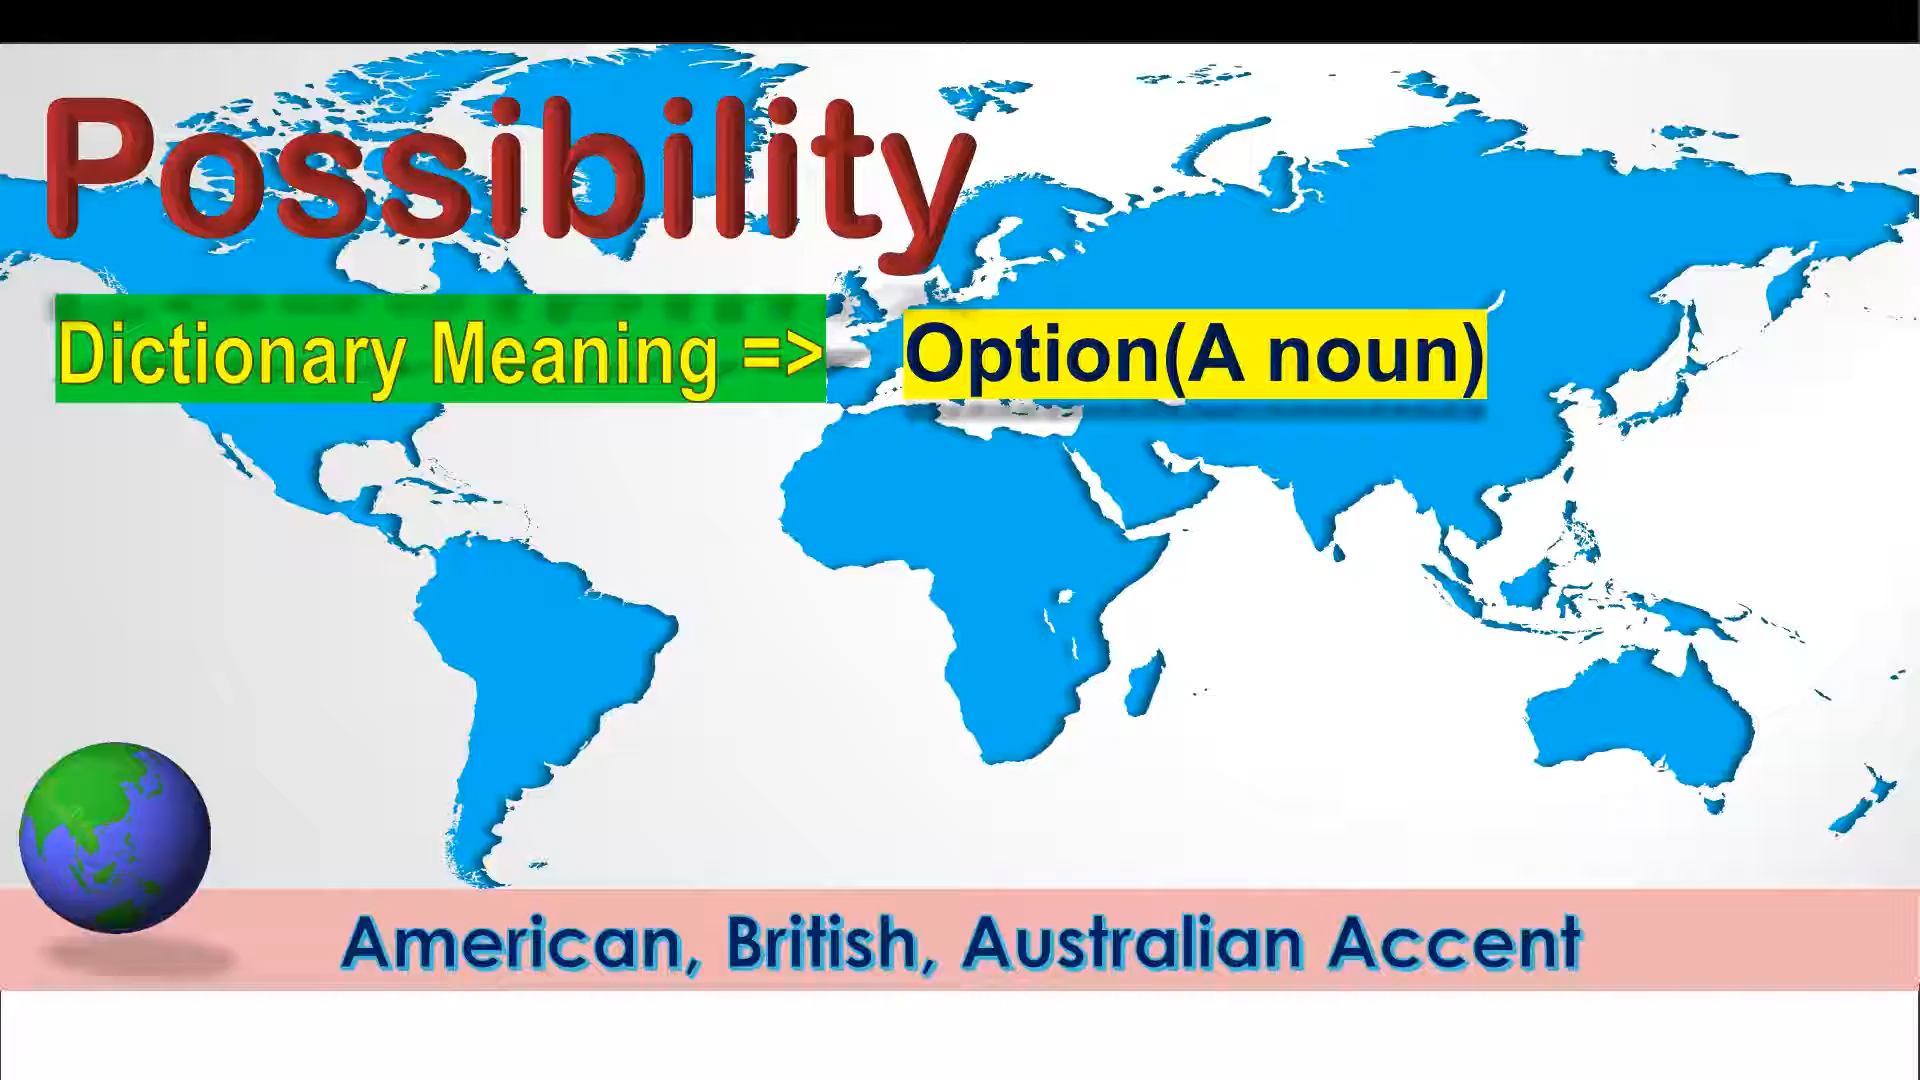 Possibility
Dictionary Meaning => Option(A noun)
American, British, Australian Accent